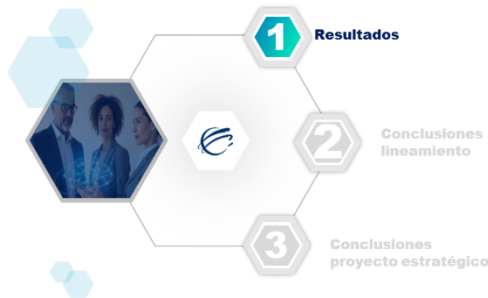 1 Resultados
2 Conclusiones
lineamiento
3 Conclusiones
proyecto estratégico